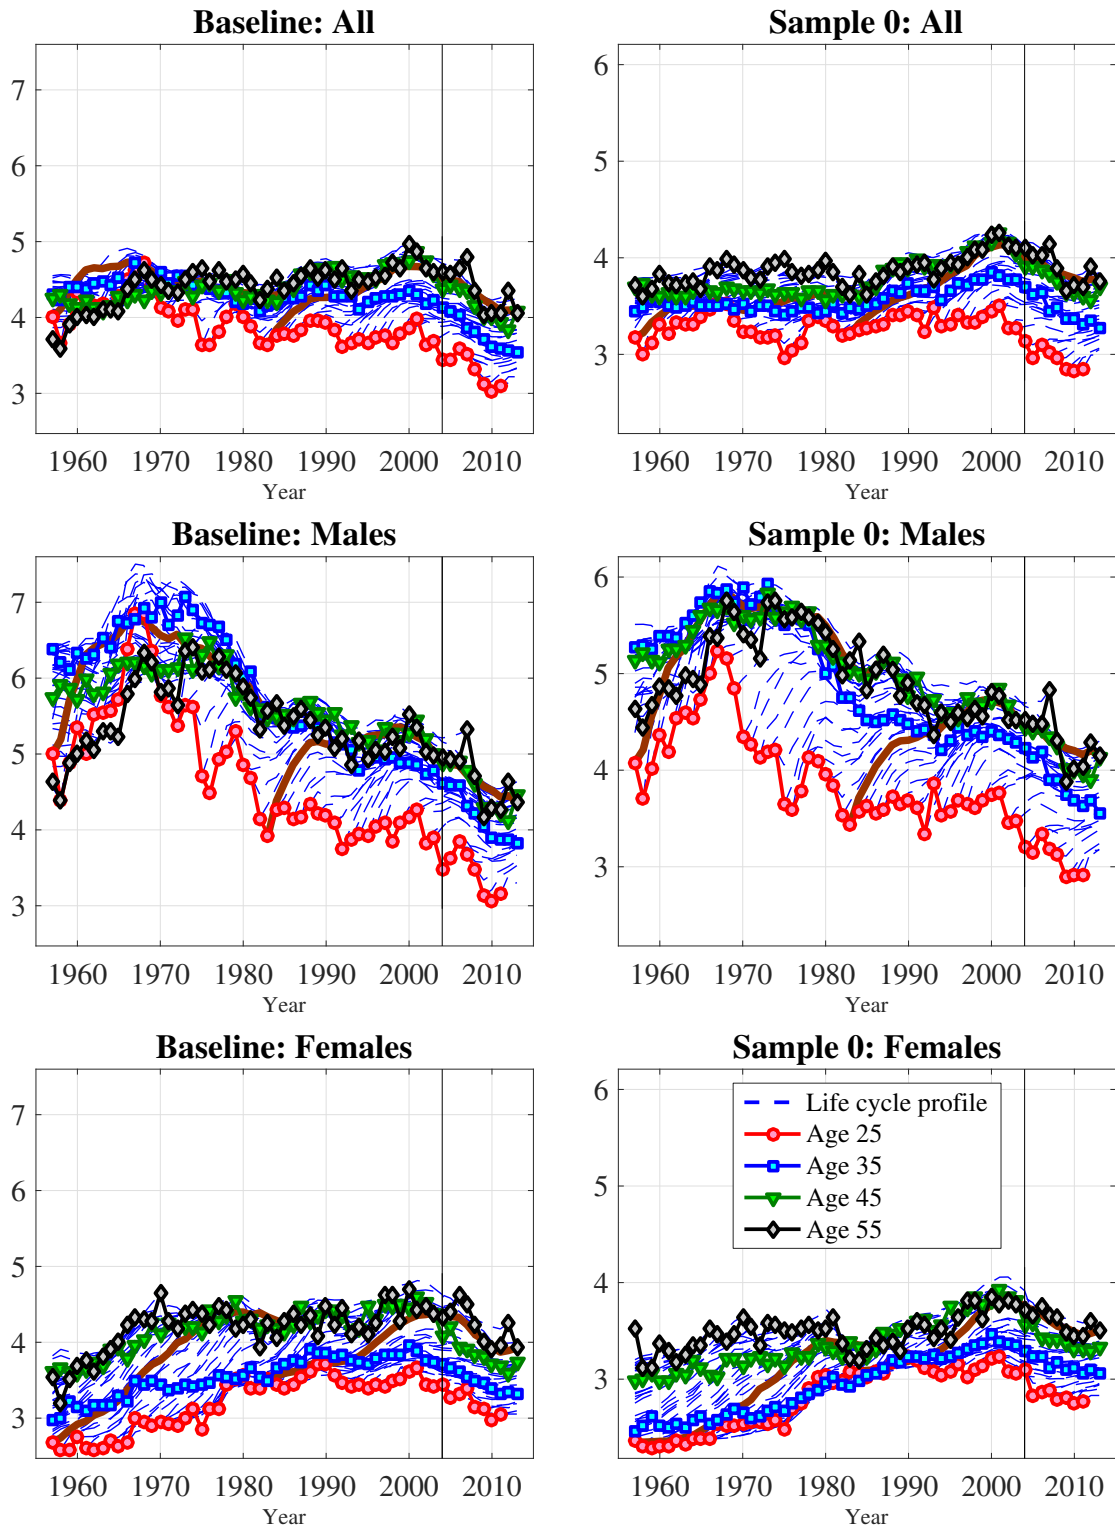 Baseline: All
7
6
5
4
3
1960 1970 1980 1990 2000 2010
Year
Sample 0: All
6
5
4
3
1960 1970 1980 1990 2000 2010
Year
Baseline: Males
7
6
5
4
3
1960 1970 1980 1990 2000 2010
Year
Sample 0: Males
6
5
4
3
1960 1970 1980 1990 2000 2010
Year
Baseline: Females
7
6
5
4
3
1960 1970 1980 1990 2000 2010
Year
Sample 0: Females
6
5
4
3
Life cycle profile
Age 25
Age 35
Age 45
Age 55
1960 1970 1980 1990 2000 2010
Year